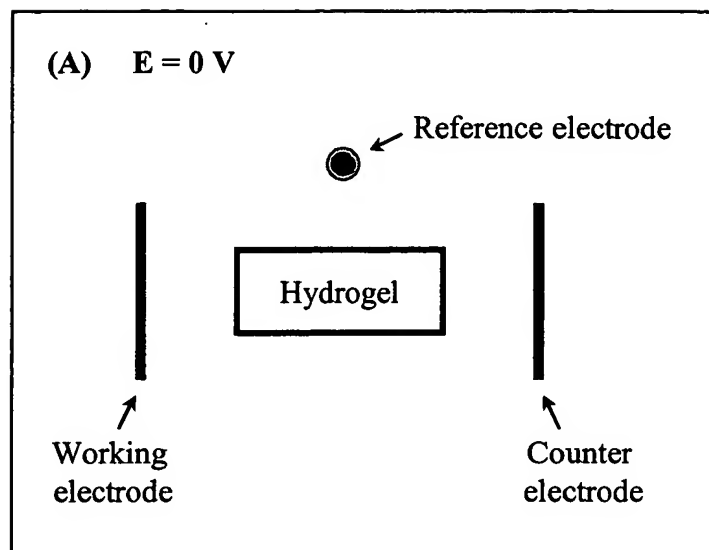 (A) E = 0 V
Reference electrode
Hydrogel
Working
electrode
Counter
electrode